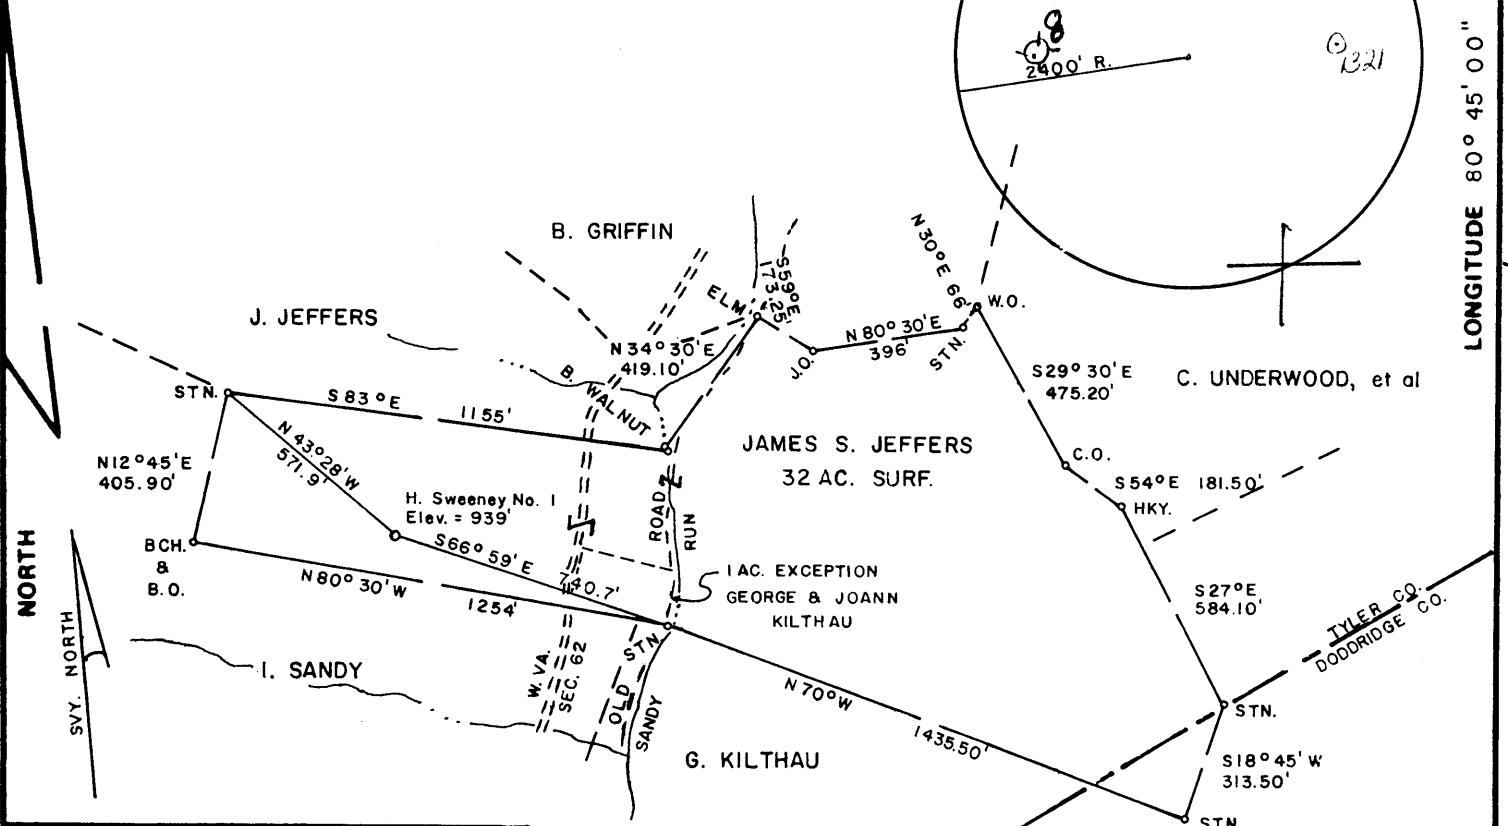 8
2400' R.
1321
LONGITUDE 80° 45' 00"
B. GRIFFIN
J. JEFFERS
ELM
S59°E
173.25'
N 30°E 66'
W.O.
N 80° 30'E
396'
STN.
J.O.
N 34° 30'E
419.10'
B. WALNUT
S29° 30'E
475.20'
C. UNDERWOOD, et al
STN.
S 83°E 1155'
N 43°28'W
571.9'
N12°45'E
405.90'
JAMES S. JEFFERS
32 AC. SURF.
C.O.
S54°E 181.50'
HKY.
H. Sweeney No. 1
Elev. = 939'
ROAD
RUN
BCH.
&
B.O.
S66° 59'E 740.7'
N80° 30'W 1254'
1 AC. EXCEPTION
GEORGE & JOANN
KILTHAU
S27°E
584.10'
TYLER CO.
DODDRIDGE CO.
NORTH
SVY. NORTH
I. SANDY
W. VA.
SEC. 62
STN.
OLD
SANDY
N 70°W 1435.50'
G. KILTHAU
STN.
S18° 45' W
313.50'
STN.